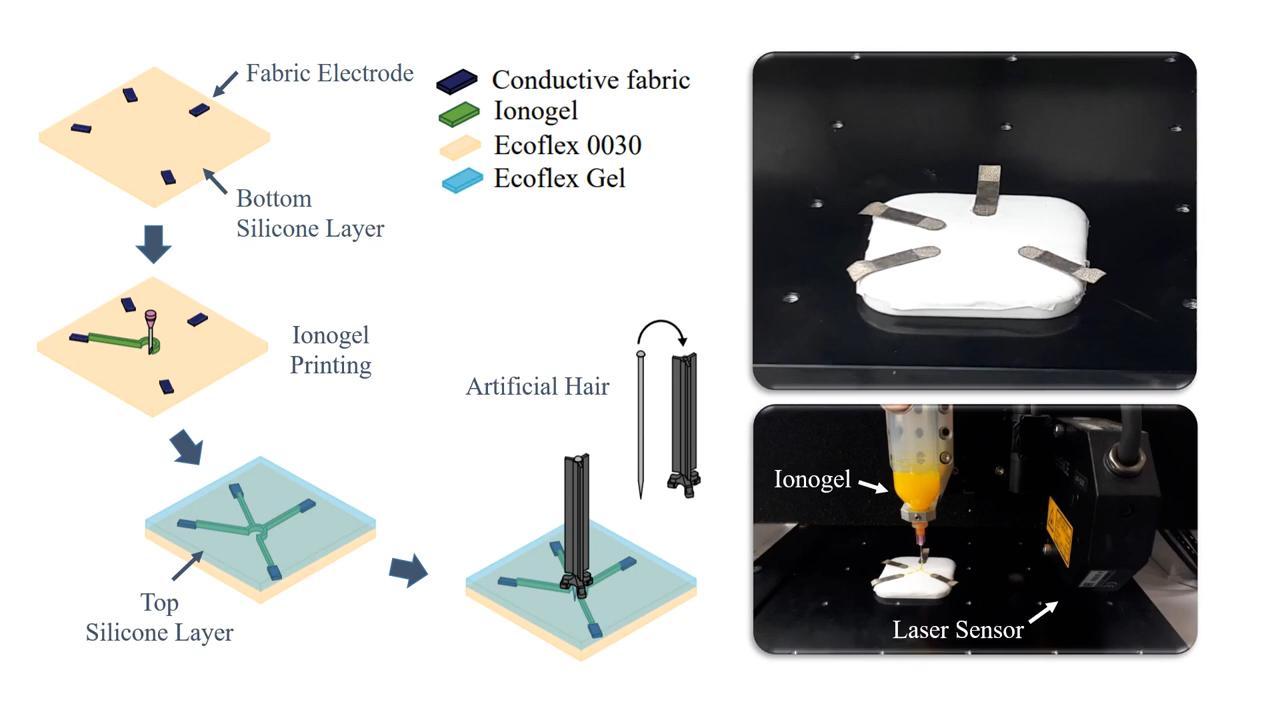 Fabric Electrode
Bottom
Silicone Layer
Conductive fabric
Ionogel
Ecoflex 0030
Ecoflex Gel
Ionogel
Printing
Artificial Hair
Top
Silicone Layer
Ionogel
Laser Sensor